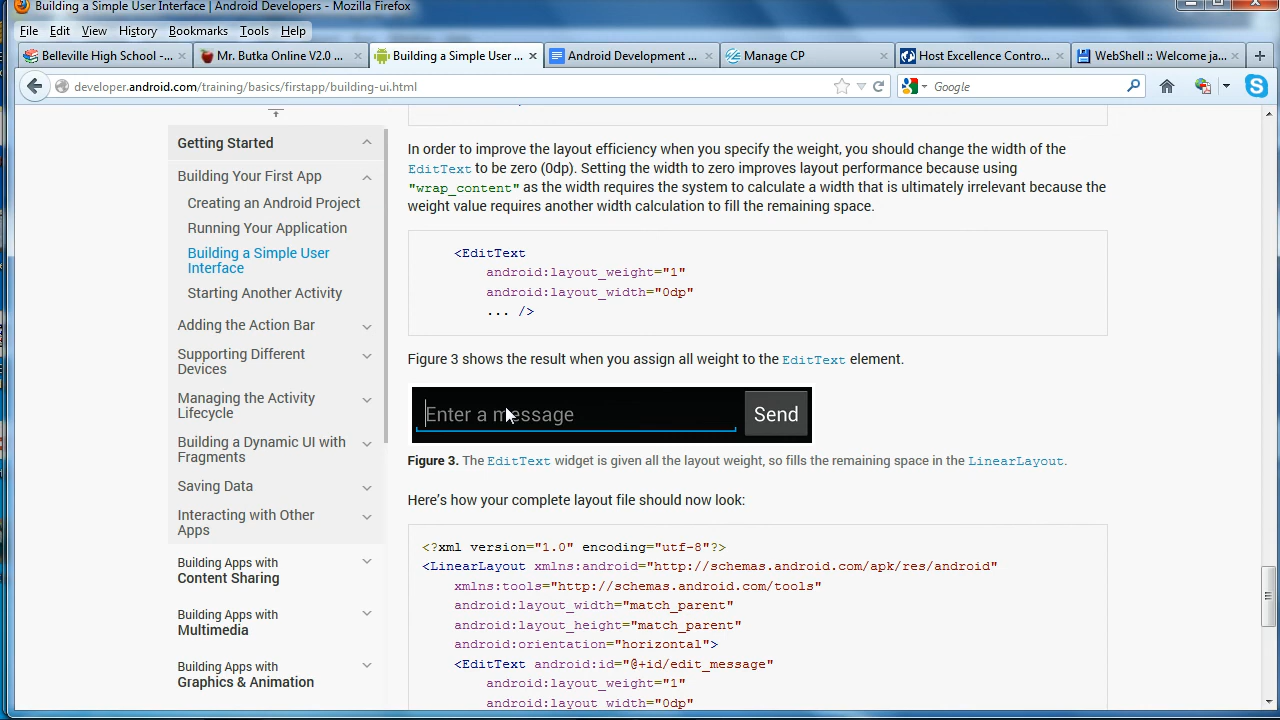 Building a Simple User Interface | Android Developers - Mozilla Firefox
File Edit View History Bookmarks Tools Help
Belleville High School -... × Mr. Butka Online V2.0 ... × Building a Simple User ... × Android Development ... × Manage CP × Host Excellence Contro... × WebShell :: Welcome ja... ×
developer.android.com/training/basics/firstapp/building-ui.html
Google
Getting Started
Building Your First App
Creating an Android Project
Running Your Application
Building a Simple User
Interface
Starting Another Activity
Adding the Action Bar
Supporting Different
Devices
Managing the Activity
Lifecycle
Building a Dynamic UI with
Fragments
Saving Data
Interacting with Other
Apps
Building Apps with
Content Sharing
Building Apps with
Multimedia
Building Apps with
Graphics & Animation
In order to improve the layout efficiency when you specify the weight, you should change the width of the
EditText to be zero (0dp). Setting the width to zero improves layout performance because using
"wrap_content" as the width requires the system to calculate a width that is ultimately irrelevant because the
weight value requires another width calculation to fill the remaining space.
<EditText
android:layout_weight="1"
android:layout_width="0dp"
... />
Figure 3 shows the result when you assign all weight to the EditText element.
Enter a message Send
Figure 3. The EditText widget is given all the layout weight, so fills the remaining space in the LinearLayout.
Here's how your complete layout file should now look:
<?xml version="1.0" encoding="utf-8"?>
<LinearLayout xmlns:android="http://schemas.android.com/apk/res/android"
xmlns:tools="http://schemas.android.com/tools"
android:layout_width="match_parent"
android:layout_height="match_parent"
android:orientation="horizontal">
<EditText android:id="@+id/edit_message"
android:layout_weight="1"
android:layout_width="0dp"